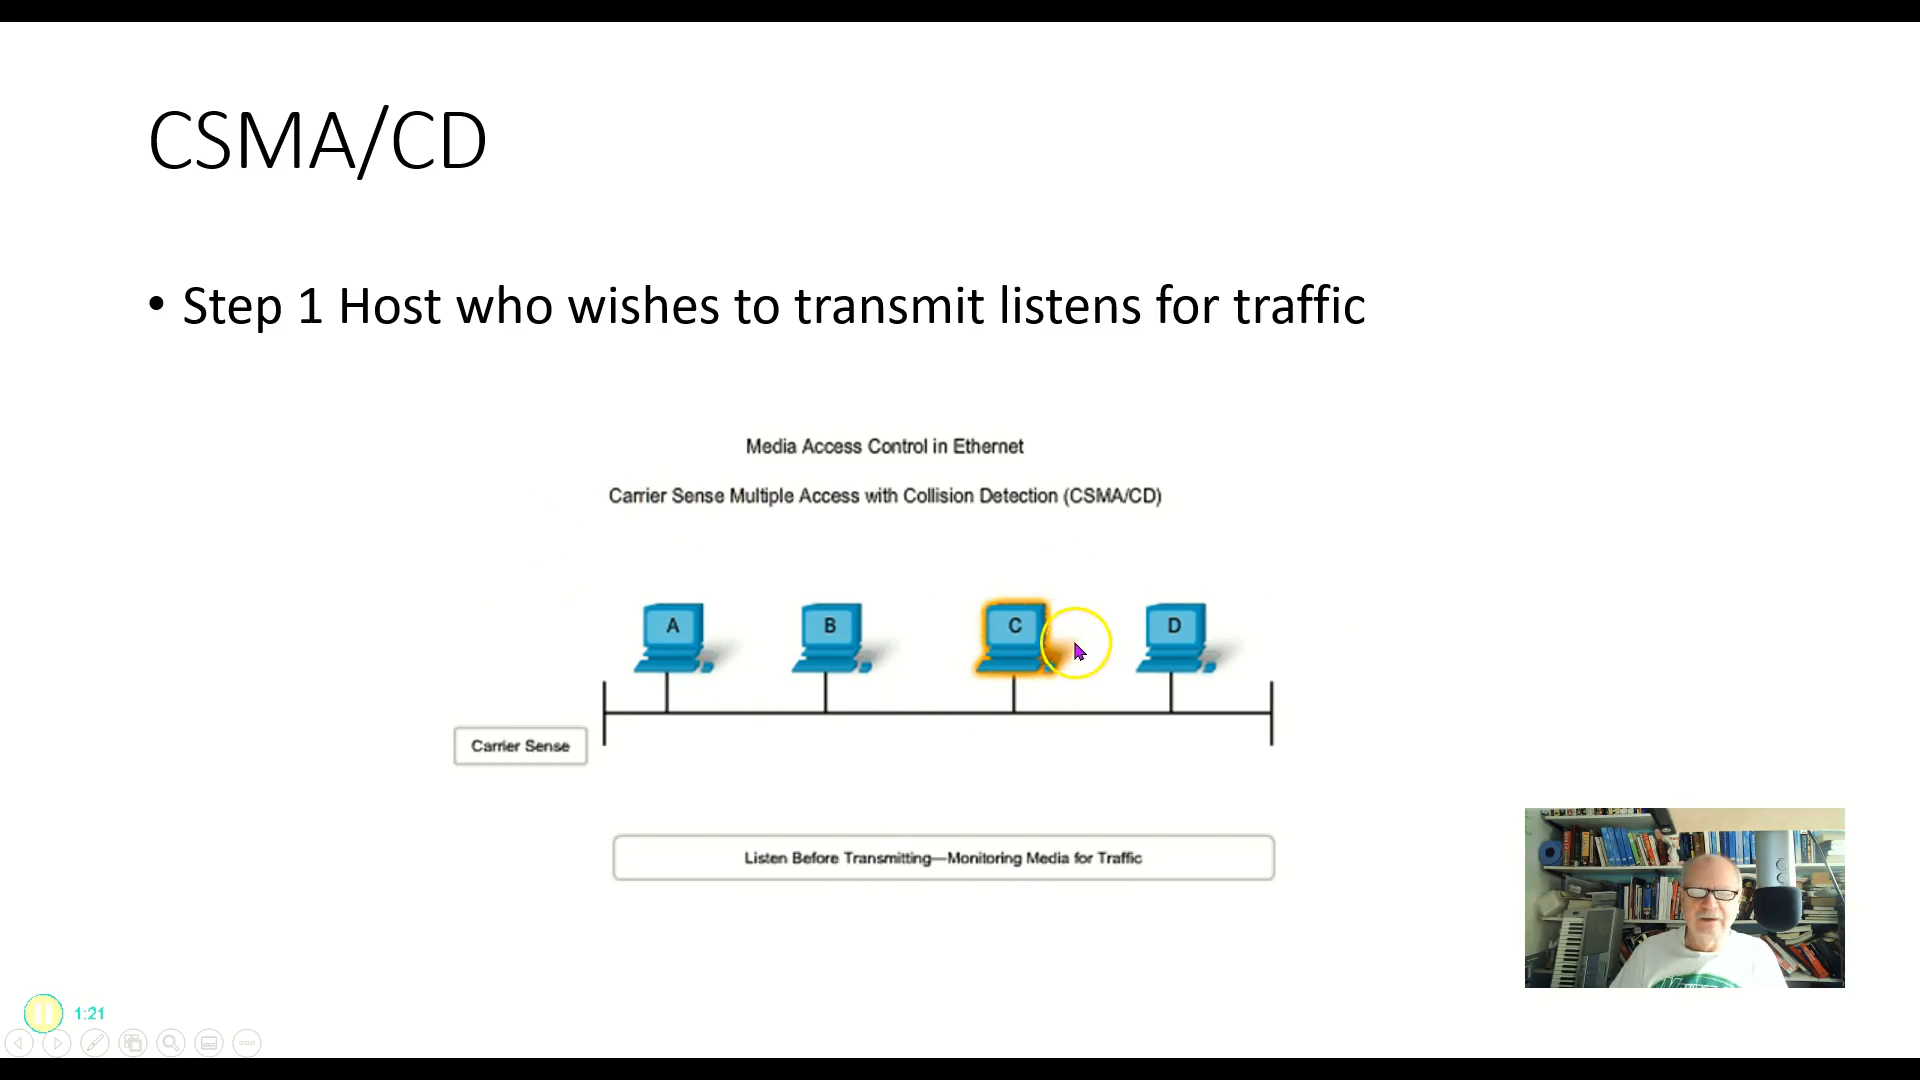 CSMA/CD
• Step 1 Host who wishes to transmit listens for traffic
Media Access Control in Ethernet
Carrier Sense Multiple Access with Collision Detection (CSMA/CD)
A B C D
Carrier Sense
Listen Before Transmitting—Monitoring Media for Traffic
1:21